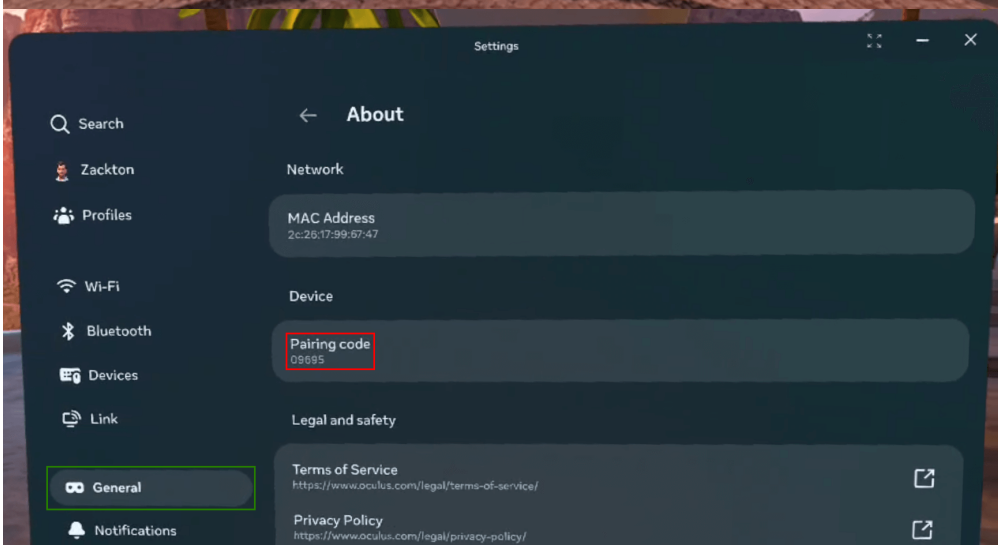 Settings
Search
About
Zackton
Network
Profiles
MAC Address
2c:26:17:99:67:47
Wi-Fi
Device
Bluetooth
Pairing code
09695
Devices
Link
Legal and safety
Terms of Service
https://www.oculus.com/legal/terms-of-service/
General
Privacy Policy
https://www.oculus.com/legal/privacy-policy/
Notifications